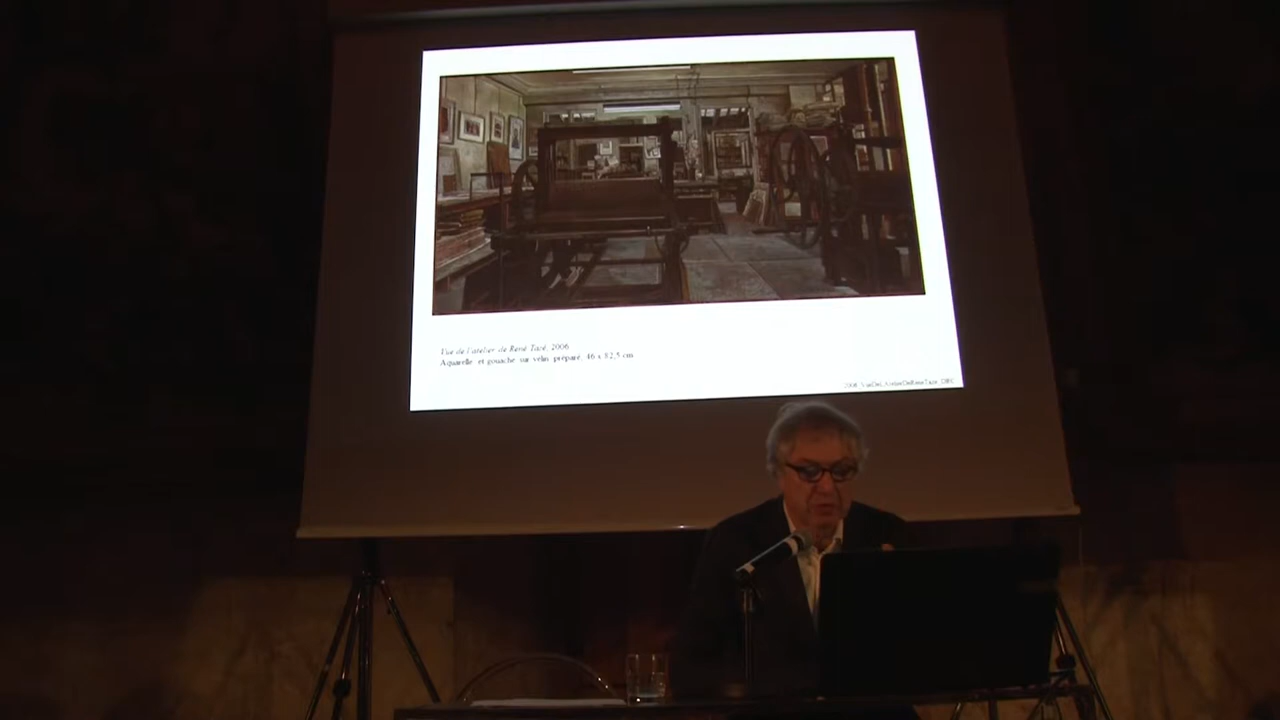 Vue de l'atelier de René Tazé, 2006
Aquarelle et gouache sur vélin préparé, 46 x 82,5 cm